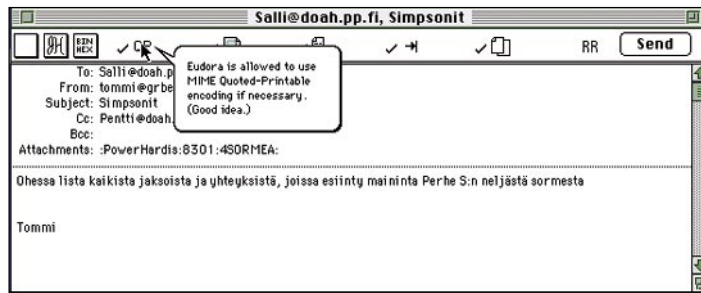 Salli@doah.pp.fi, Simpsonit
BIN HEX
QP
RR
Send
Eudora is allowed to use
MIME Quoted-Printable
encoding if necessary.
(Good idea.)
To: Salli@doah.p
From: tommi@grbe
Subject: Simpsonit
Cc: Pentti@doah.
Bcc:
Attachments: :PowerHardis:8301:4SORMEA:
Ohessa lista kaikista jaksoista ja yhteyksistä, joissa esiinty maininta Perhe S:n neljästä sormesta
Tommi